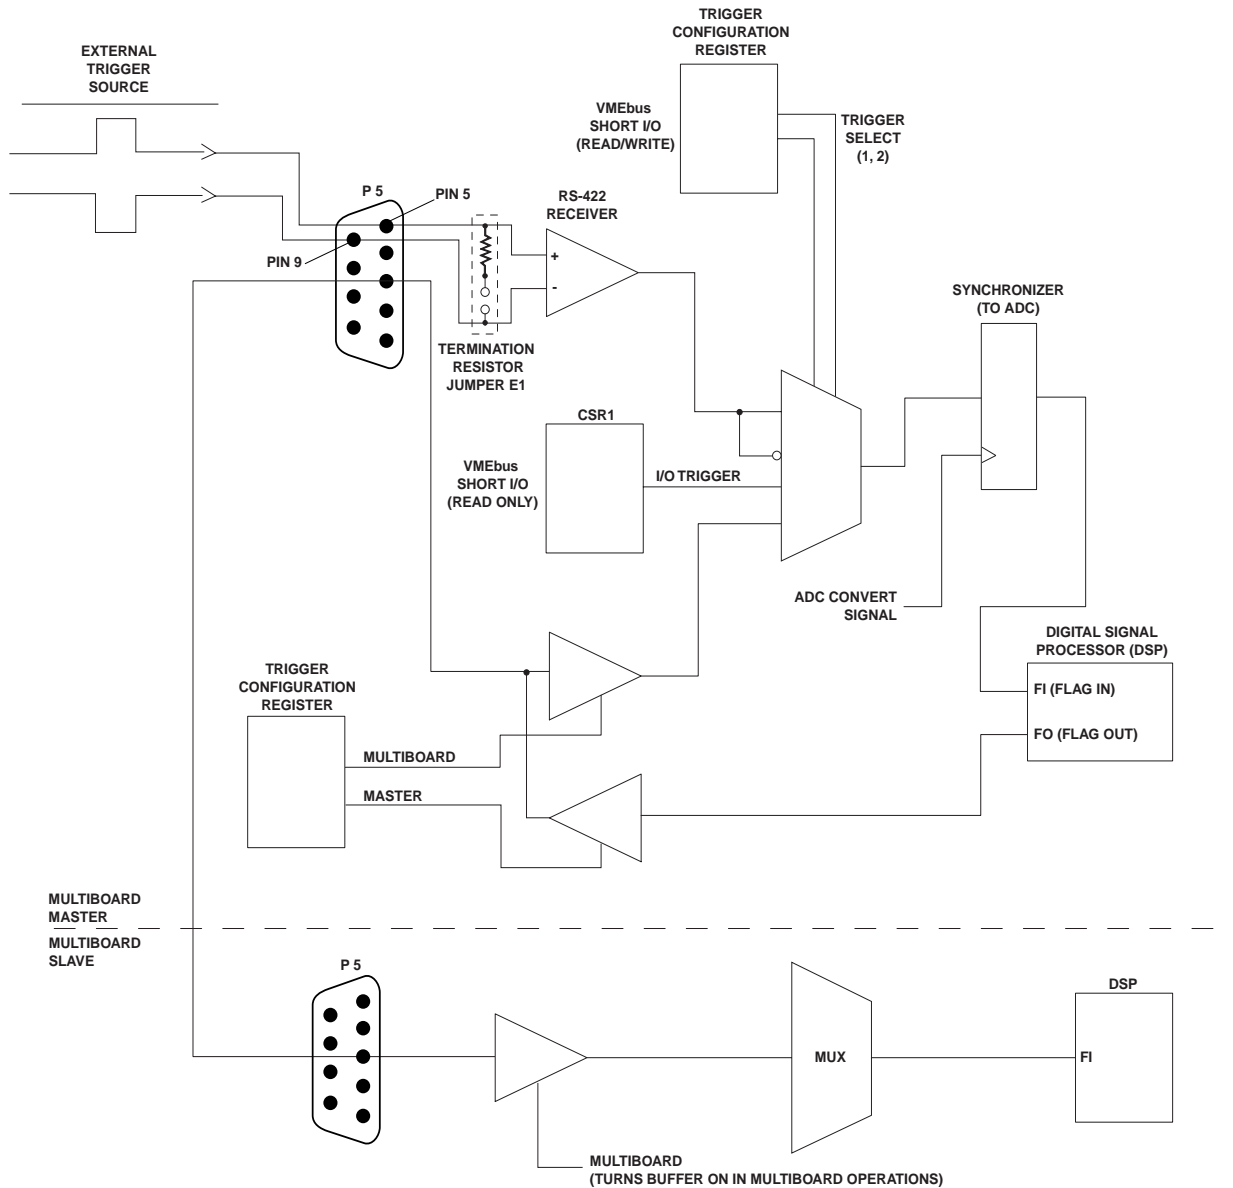 TRIGGER
CONFIGURATION
REGISTER
EXTERNAL
TRIGGER
SOURCE
VMEbus
SHORT I/O
(READ/WRITE)
TRIGGER
SELECT
(1, 2)
P 5
PIN 5
RS-422
RECEIVER
PIN 9
+
-
SYNCHRONIZER
(TO ADC)
TERMINATION
RESISTOR
JUMPER E1
CSR1
VMEbus
SHORT I/O
(READ ONLY)
I/O TRIGGER
ADC CONVERT
SIGNAL
DIGITAL SIGNAL
PROCESSOR (DSP)
FI (FLAG IN)
FO (FLAG OUT)
TRIGGER
CONFIGURATION
REGISTER
MULTIBOARD
MASTER
MULTIBOARD
MASTER
MULTIBOARD
SLAVE
P 5
DSP
MUX
FI
MULTIBOARD
(TURNS BUFFER ON IN MULTIBOARD OPERATIONS)